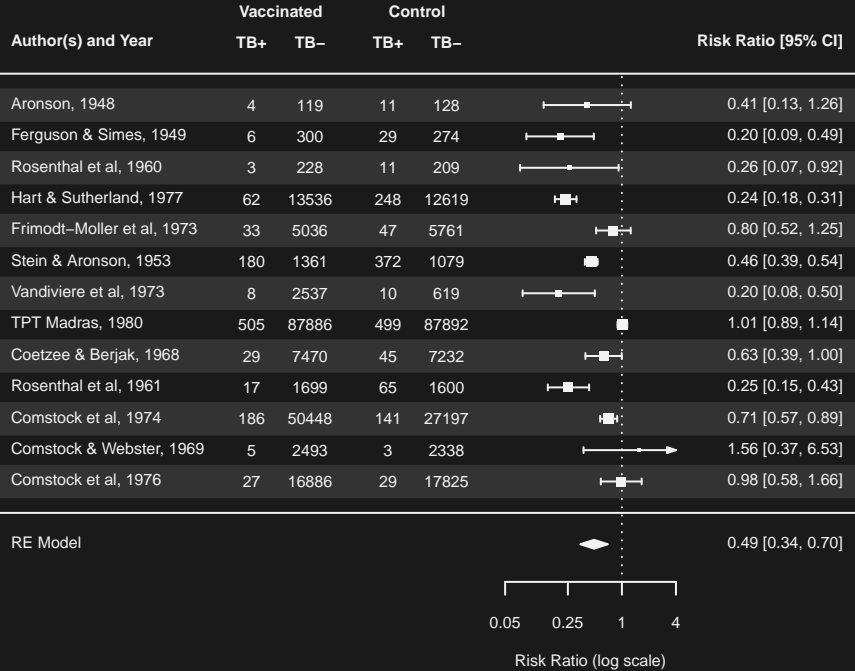 Vaccinated Control
Author(s) and Year TB+ TB− TB+ TB− Risk Ratio [95% CI]
Aronson, 1948 4 119 11 128 0.41 [0.13, 1.26]
Ferguson & Simes, 1949 6 300 29 274 0.20 [0.09, 0.49]
Rosenthal et al, 1960 3 228 11 209 0.26 [0.07, 0.92]
Hart & Sutherland, 1977 62 13536 248 12619 0.24 [0.18, 0.31]
Frimodt−Moller et al, 1973 33 5036 47 5761 0.80 [0.52, 1.25]
Stein & Aronson, 1953 180 1361 372 1079 0.46 [0.39, 0.54]
Vandiviere et al, 1973 8 2537 10 619 0.20 [0.08, 0.50]
TPT Madras, 1980 505 87886 499 87892 1.01 [0.89, 1.14]
Coetzee & Berjak, 1968 29 7470 45 7232 0.63 [0.39, 1.00]
Rosenthal et al, 1961 17 1699 65 1600 0.25 [0.15, 0.43]
Comstock et al, 1974 186 50448 141 27197 0.71 [0.57, 0.89]
Comstock & Webster, 1969 5 2493 3 2338 1.56 [0.37, 6.53]
Comstock et al, 1976 27 16886 29 17825 0.98 [0.58, 1.66]
RE Model 0.49 [0.34, 0.70]
0.05 0.25 1 4
Risk Ratio (log scale)